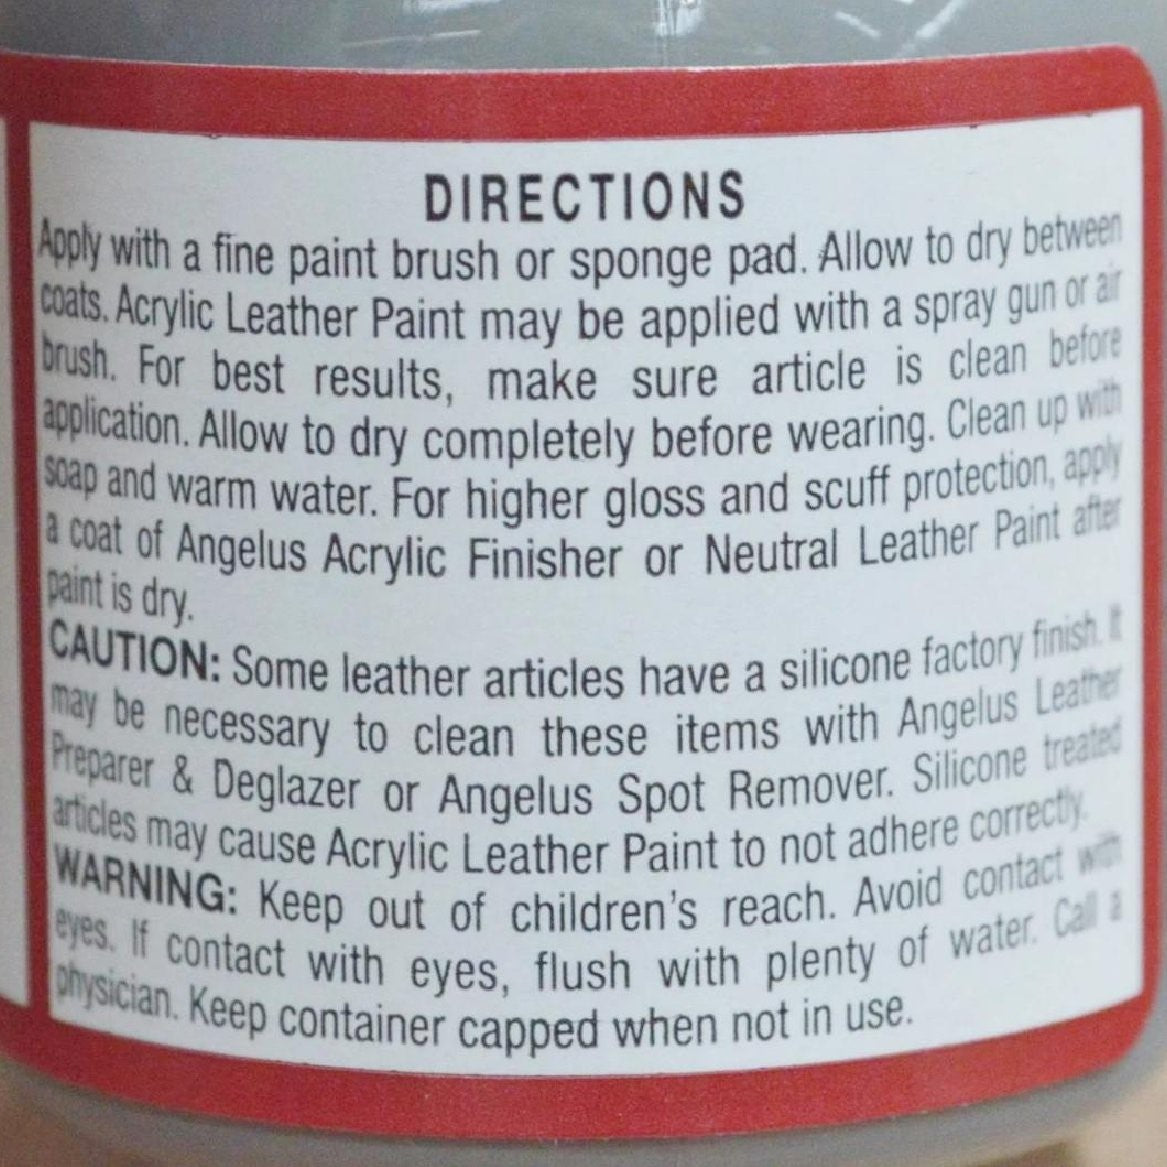 DIRECTIONS
Apply with a fine paint brush or sponge pad. Allow to dry between
coats. Acrylic Leather Paint may be applied with a spray gun or air
brush. For best results, make sure article is clean before
application. Allow to dry completely before wearing. Clean up with
soap and warm water. For higher gloss and scuff protection, apply
a coat of Angelus Acrylic Finisher or Neutral Leather Paint after
paint is dry.
CAUTION: Some leather articles have a silicone factory finish. It
may be necessary to clean these items with Angelus Leather
Preparer & Deglazer or Angelus Spot Remover. Silicone treated
articles may cause Acrylic Leather Paint to not adhere correctly.
WARNING: Keep out of children's reach. Avoid contact with
eyes. If contact with eyes, flush with plenty of water. Call a
physician. Keep container capped when not in use.